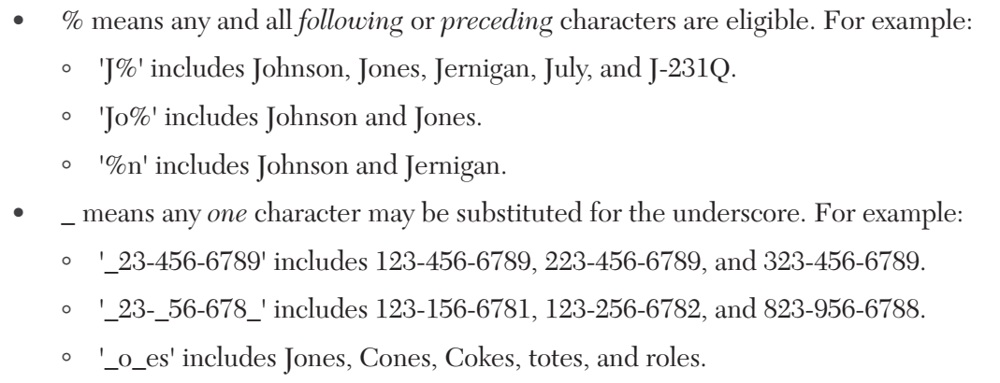 • % means any and all following or preceding characters are eligible. For example:
◦ 'J%' includes Johnson, Jones, Jernigan, July, and J-231Q.
◦ 'Jo%' includes Johnson and Jones.
◦ '%n' includes Johnson and Jernigan.
• _ means any one character may be substituted for the underscore. For example:
◦ '_23-456-6789' includes 123-456-6789, 223-456-6789, and 323-456-6789.
◦ '_23-_56-678_' includes 123-156-6781, 123-256-6782, and 823-956-6788.
◦ '_o_es' includes Jones, Cones, Cokes, totes, and roles.